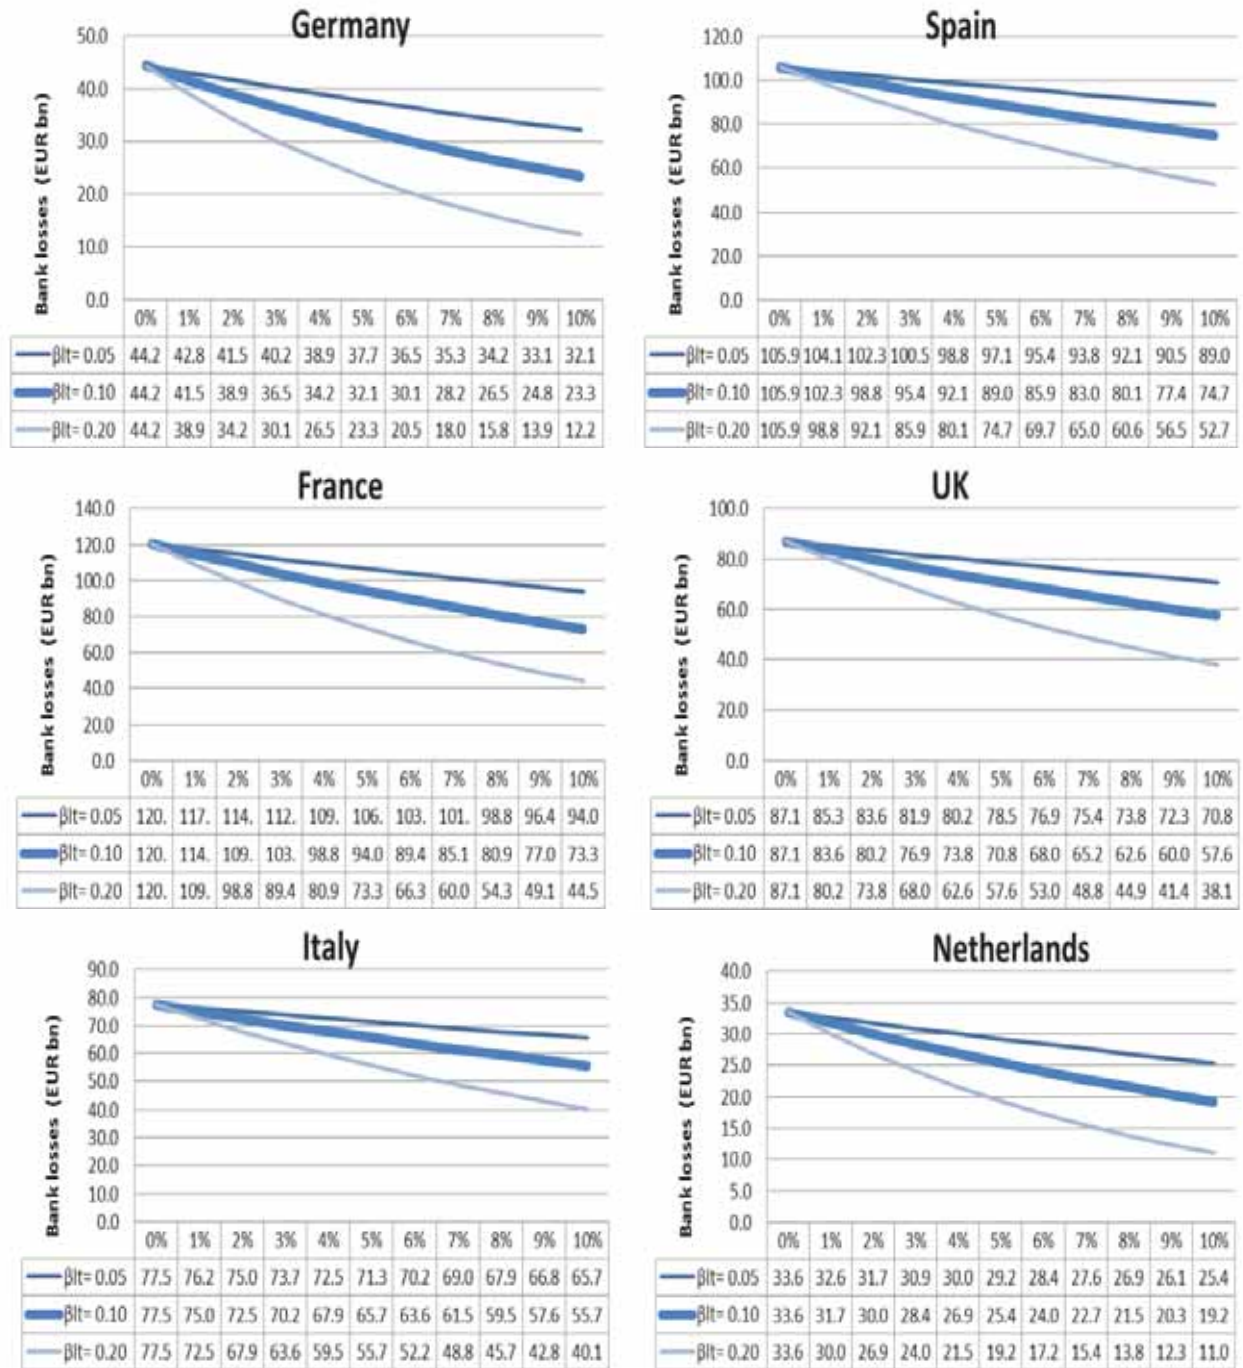 Germany
Bank losses (EUR bn)
50.0
40.0
30.0
20.0
10.0
0.0
0% 1% 2% 3% 4% 5% 6% 7% 8% 9% 10%
βlt= 0.05 44.2 42.8 41.5 40.2 38.9 37.7 36.5 35.3 34.2 33.1 32.1
βlt= 0.10 44.2 41.5 38.9 36.5 34.2 32.1 30.1 28.2 26.5 24.8 23.3
βlt= 0.20 44.2 38.9 34.2 30.1 26.5 23.3 20.5 18.0 15.8 13.9 12.2
Spain
Bank losses (EUR bn)
120.0
100.0
80.0
60.0
40.0
20.0
0.0
0% 1% 2% 3% 4% 5% 6% 7% 8% 9% 10%
βlt= 0.05 105.9 104.1 102.3 100.5 98.8 97.1 95.4 93.8 92.1 90.5 89.0
βlt= 0.10 105.9 102.3 98.8 95.4 92.1 89.0 85.9 83.0 80.1 77.4 74.7
βlt= 0.20 105.9 98.8 92.1 85.9 80.1 74.7 69.7 65.0 60.6 56.5 52.7
France
Bank losses (EUR bn)
140.0
120.0
100.0
80.0
60.0
40.0
20.0
0.0
0% 1% 2% 3% 4% 5% 6% 7% 8% 9% 10%
βlt= 0.05 120. 117. 114. 112. 109. 106. 103. 101. 98.8 96.4 94.0
βlt= 0.10 120. 114. 109. 103. 98.8 94.0 89.4 85.1 80.9 77.0 73.3
βlt= 0.20 120. 109. 98.8 89.4 80.9 73.3 66.3 60.0 54.3 49.1 44.5
UK
Bank losses (EUR bn)
100.0
80.0
60.0
40.0
20.0
0.0
0% 1% 2% 3% 4% 5% 6% 7% 8% 9% 10%
βlt= 0.05 87.1 85.3 83.6 81.9 80.2 78.5 76.9 75.4 73.8 72.3 70.8
βlt= 0.10 87.1 83.6 80.2 76.9 73.8 70.8 68.0 65.2 62.6 60.0 57.6
βlt= 0.20 87.1 80.2 73.8 68.0 62.6 57.6 53.0 48.8 44.9 41.4 38.1
Italy
Bank losses (EUR bn)
90.0
80.0
70.0
60.0
50.0
40.0
30.0
20.0
10.0
0.0
0% 1% 2% 3% 4% 5% 6% 7% 8% 9% 10%
βlt= 0.05 77.5 76.2 75.0 73.7 72.5 71.3 70.2 69.0 67.9 66.8 65.7
βlt= 0.10 77.5 75.0 72.5 70.2 67.9 65.7 63.6 61.5 59.5 57.6 55.7
βlt= 0.20 77.5 72.5 67.9 63.6 59.5 55.7 52.2 48.8 45.7 42.8 40.1
Netherlands
Bank losses (EUR bn)
40.0
35.0
30.0
25.0
20.0
15.0
10.0
5.0
0.0
0% 1% 2% 3% 4% 5% 6% 7% 8% 9% 10%
βlt= 0.05 33.6 32.6 31.7 30.9 30.0 29.2 28.4 27.6 26.9 26.1 25.4
βlt= 0.10 33.6 31.7 30.0 28.4 26.9 25.4 24.0 22.7 21.5 20.3 19.2
βlt= 0.20 33.6 30.0 26.9 24.0 21.5 19.2 17.2 15.4 13.8 12.3 11.0